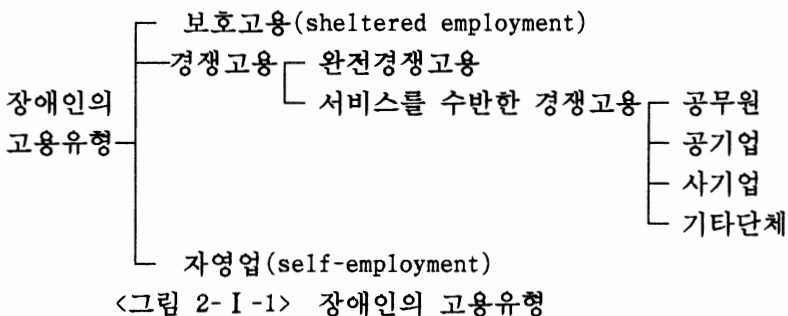 보호고용(sheltered employment)
경쟁고용 완전경쟁고용
장애인의 서비스를 수반한 경쟁고용 공무원
고용유형 공기업
사기업
기타단체
자영업(self-employment)
<그림 2-Ⅰ-1> 장애인의 고용유형